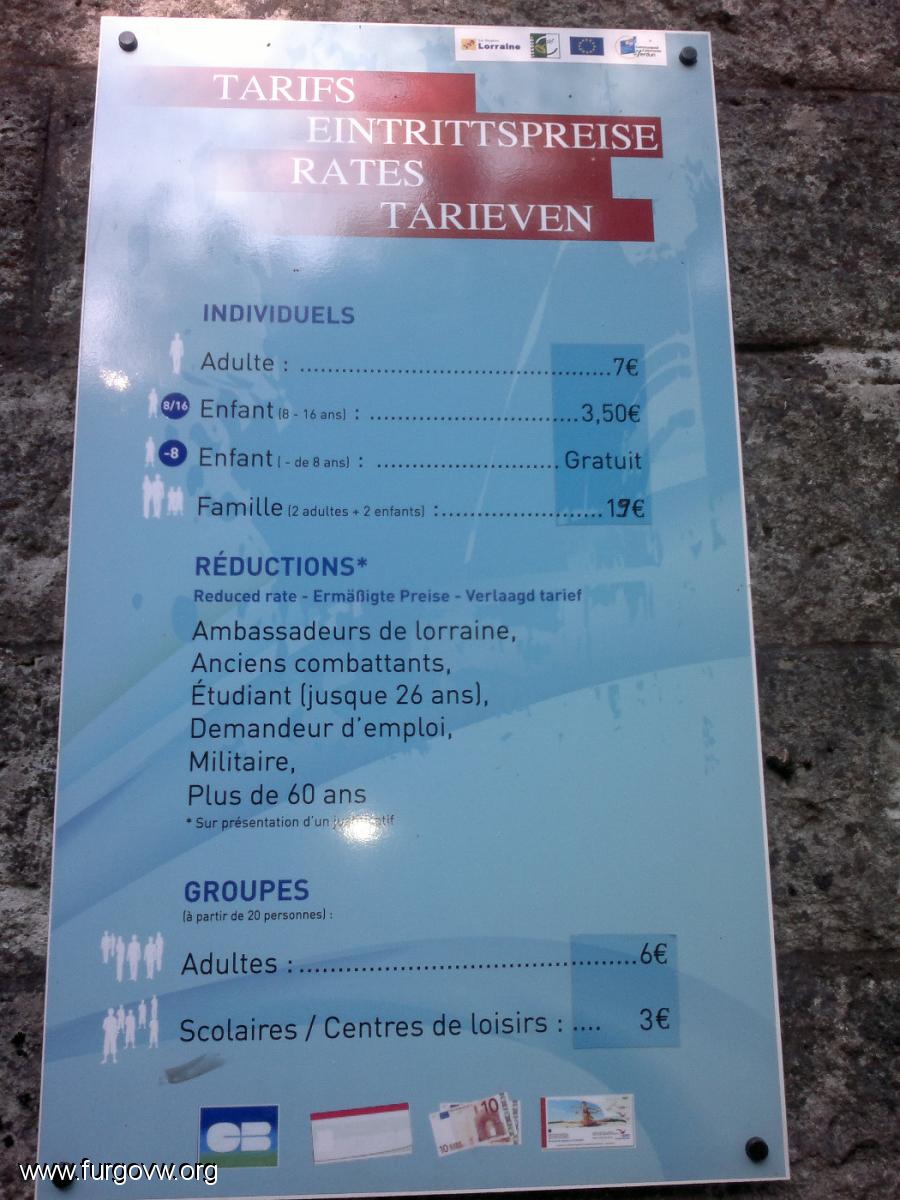 Lorraine
TARIFS
EINTRITTSPREISE
RATES
TARIEVEN
INDIVIDUELS
Adulte : 7€
8/16 Enfant (8 - 16 ans) : 3,50€
-8 Enfant ( - de 8 ans) : Gratuit
Famille (2 adultes + 2 enfants) :
RÉDUCTIONS*
Reduced rate - Ermäßigte Preise - Verlaagd tarief
Ambassadeurs de lorraine,
Anciens combattants,
Étudiant (jusque 26 ans),
Demandeur d'emploi,
Militaire,
Plus de 60 ans
* Sur présentation d'un
GROUPES
(à partir de 20 personnes) :
Adultes : 6€
Scolaires / Centres de loisirs : .... 3€
CB
10
10
www.furgovw.org